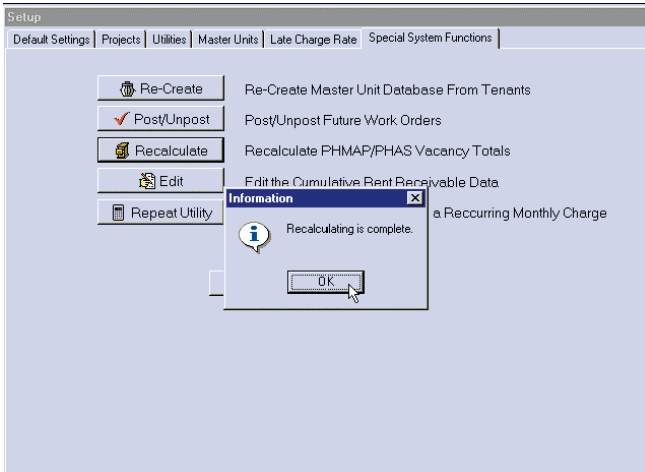 Setup
Default Settings Projects Utilities Master Units Late Charge Rate Special System Functions
Re-Create Re-Create Master Unit Database From Tenants
Post/Unpost Post/Unpost Future Work Orders
Recalculate Recalculate PHMAP/PHAS Vacancy Totals
Edit Edit the Cumulative Rent Receivable Data
Information
Repeat Utility a Reccurring Monthly Charge
Recalculating is complete.
OK